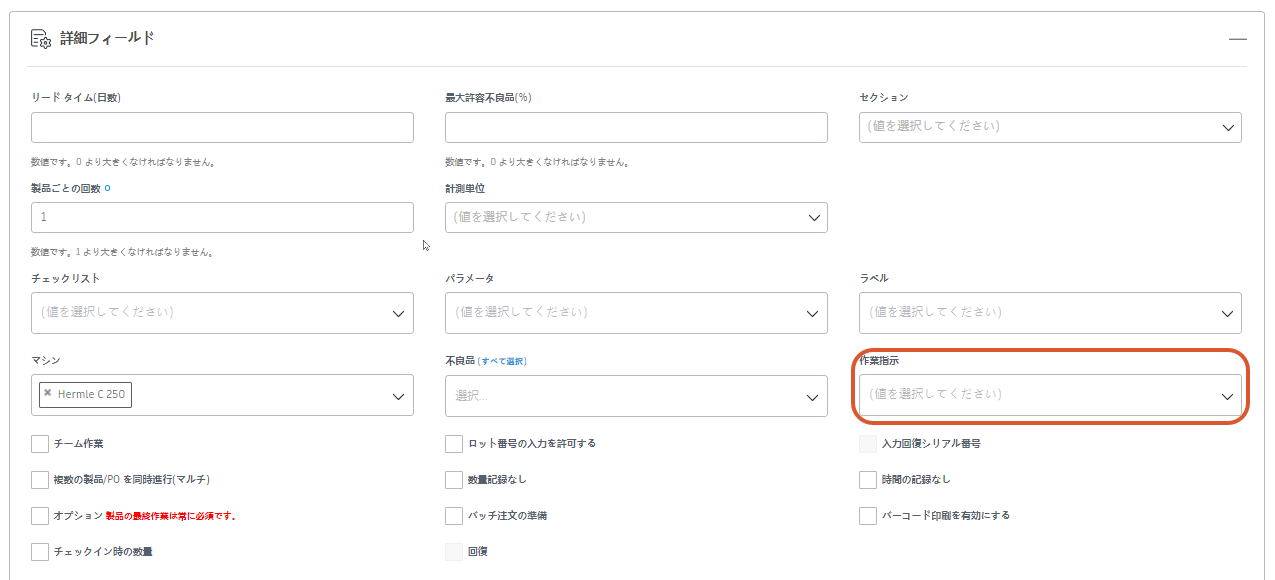 詳細フィールド
リード タイム(日数) 最大許容不良品(%) セクション
(値を選択してください)
数値です。0 より大きくなければなりません。 数値です。0 より大きくなければなりません。
製品ごとの回数 計測単位
1 (値を選択してください)
数値です。1 より大きくなければなりません。
チェックリスト パラメータ ラベル
(値を選択してください) (値を選択してください) (値を選択してください)
マシン 不良品 (すべて選択) 作業指示
× Hermle C 250 選択... (値を選択してください)
チーム作業 ロット番号の入力を許可する 入力回復シリアル番号
複数の製品/PO を同時進行(マルチ) 数量記録なし 時間の記録なし
オプション 製品の最終作業は常に必須です。 バッチ注文の準備 バーコード印刷を有効にする
チェックイン時の数量 回復